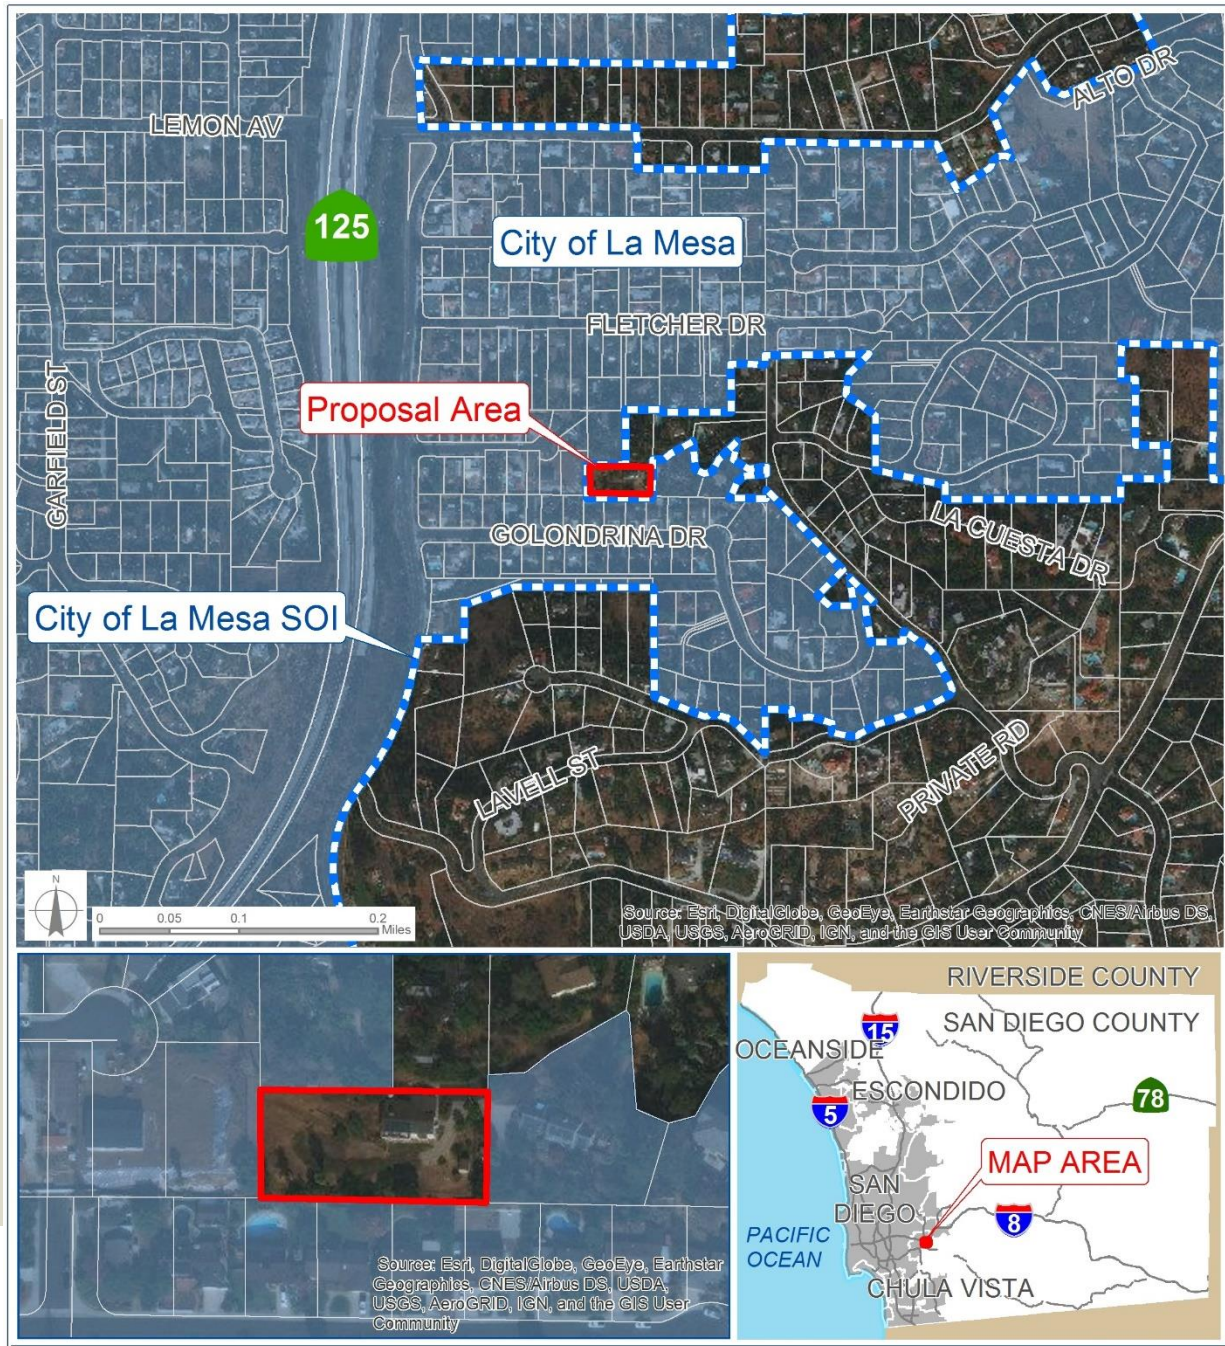 ALTO DR
LEMON AV
125
City of La Mesa
FLETCHER DR
GARFIELD ST
Proposal Area
LA CUESTA DR
GOLONDRINA DR
City of La Mesa SOI
LAVELL ST
PRIVATE RD
N
0 0.05 0.1 0.2
Miles
Source: Esri, DigitalGlobe, GeoEye, Earthstar Geographics, CNES/Airbus DS,
USDA, USGS, AeroGRID, IGN, and the GIS User Community
Source: Esri, DigitalGlobe, GeoEye, Earthstar
Geographics, CNES/Airbus DS, USDA,
USGS, AeroGRID, IGN, and the GIS User
Community
RIVERSIDE COUNTY
SAN DIEGO COUNTY
15
OCEANSIDE
ESCONDIDO
78
5
MAP AREA
SAN
DIEGO
8
PACIFIC
OCEAN
CHULA VISTA